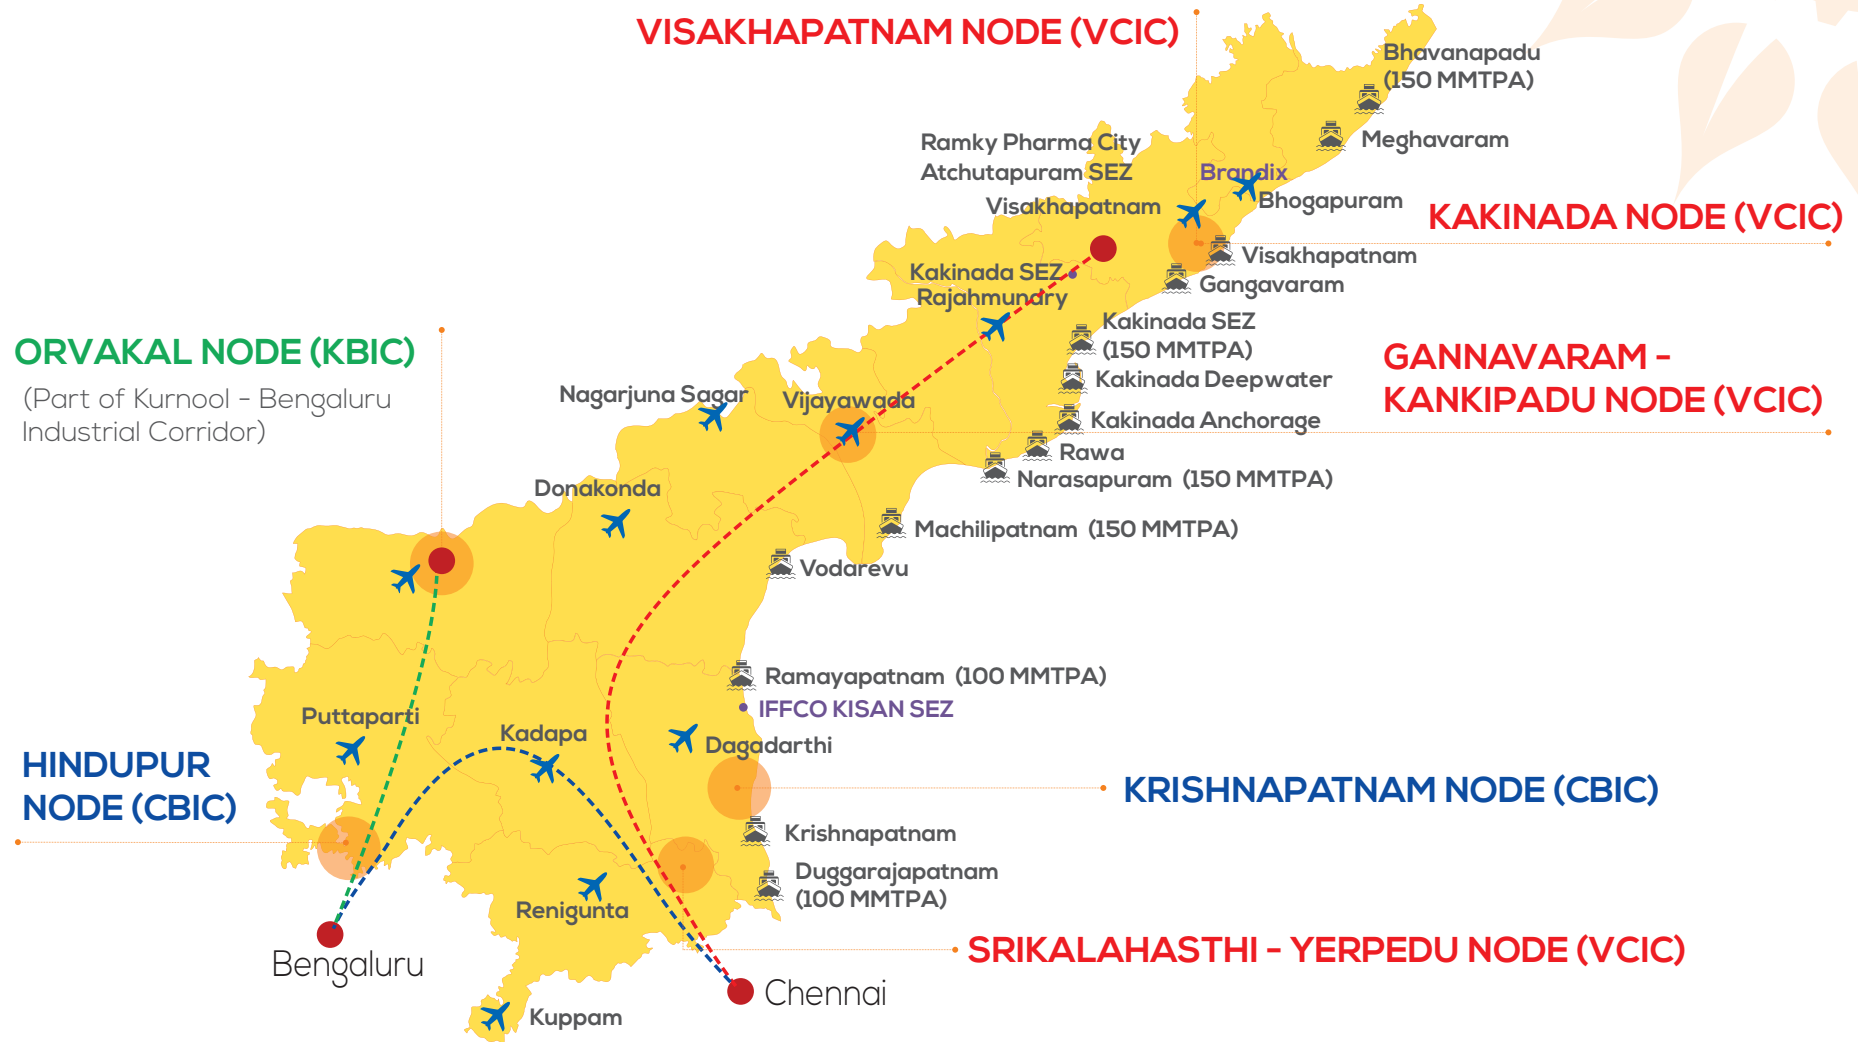 VISAKHAPATNAM NODE (VCIC)
Bhavanapadu
(150 MMTPA)
Meghavaram
Ramky Pharma City
Atchutapuram SEZ
Visakhapatnam
Brandix
Bhogapuram
KAKINADA NODE (VCIC)
Visakhapatnam
Gangavaram
Kakinada SEZ
Rajahmundry
Kakinada SEZ
(150 MMTPA)
Kakinada Deepwater
Kakinada Anchorage
Rawa
Narasapuram (150 MMTPA)
GANNAVARAM -
KANKIPADU NODE (VCIC)
ORVAKAL NODE (KBIC)
(Part of Kurnool - Bengaluru
Industrial Corridor)
Nagarjuna Sagar
Vijayawada
Donakonda
Machilipatnam (150 MMTPA)
Vodarevu
Ramayapatnam (100 MMTPA)
IFFCO KISAN SEZ
Puttaparti
Kadapa
Dagadarthi
HINDUPUR
NODE (CBIC)
KRISHNAPATNAM NODE (CBIC)
Krishnapatnam
Duggarajapatnam
(100 MMTPA)
Renigunta
SRIKALAHASTHI - YERPEDU NODE (VCIC)
Bengaluru
Chennai
Kuppam